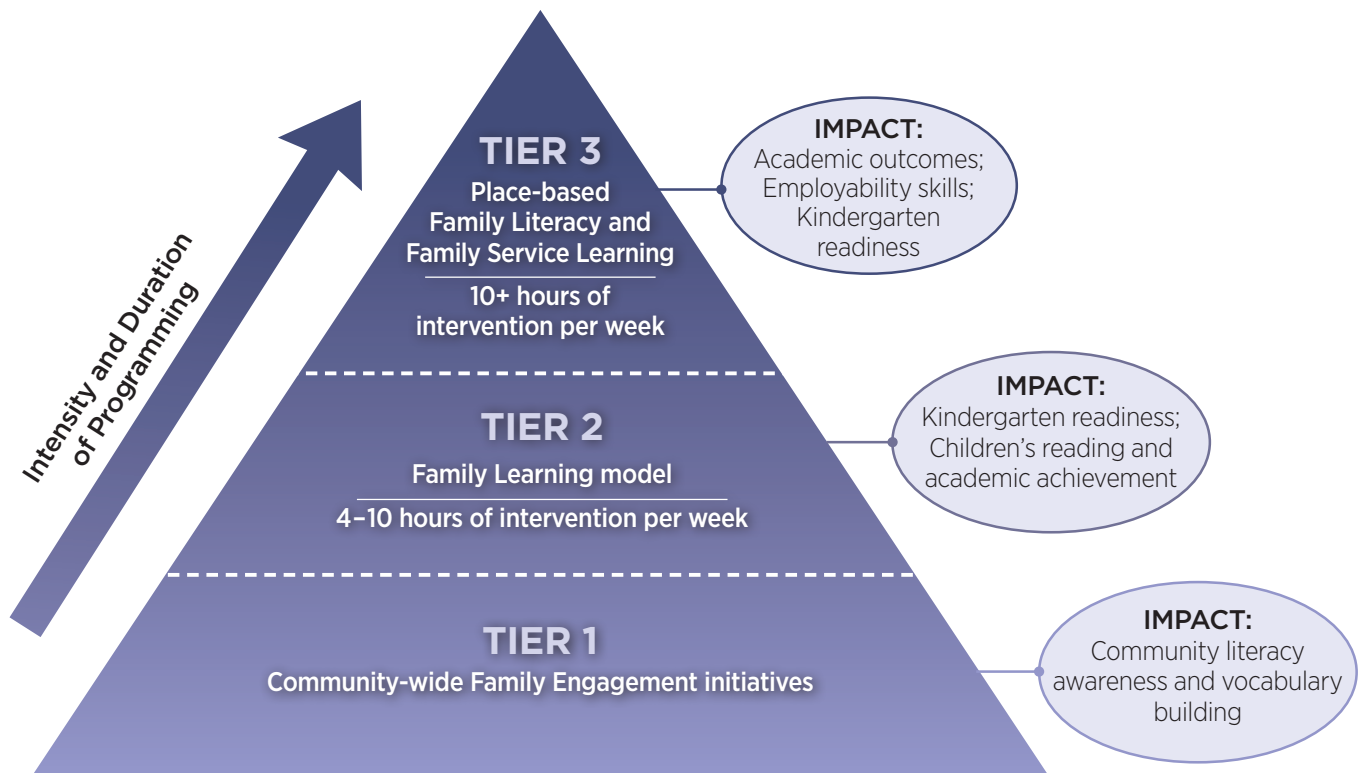 TIER 3
Place-based
Family Literacy and
Family Service Learning
10+ hours of
intervention per week
IMPACT:
Academic outcomes;
Employability skills;
Kindergarten
readiness
Intensity and Duration
of Programming
TIER 2
Family Learning model
4–10 hours of intervention per week
IMPACT:
Kindergarten readiness;
Children’s reading and
academic achievement
TIER 1
Community-wide Family Engagement initiatives
IMPACT:
Community literacy
awareness and vocabulary
building